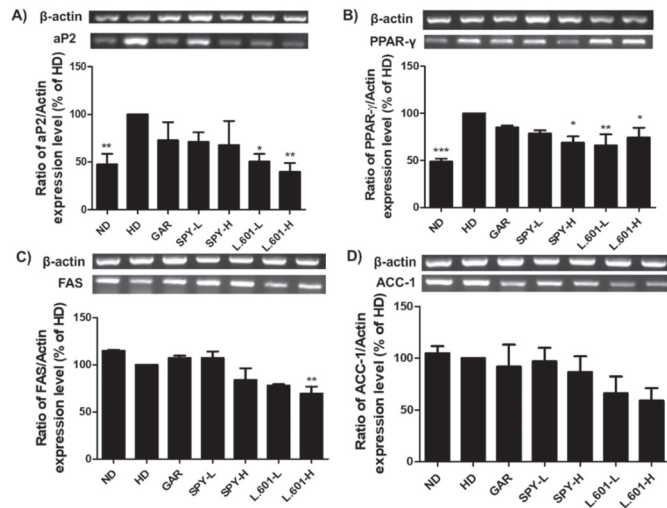 A)
β-actin
aP2
Ratio of aP2/Actin
expression level (% of HD)
150
100
50
0
**
*
**
ND
HD
GAR
SPY-L
SPY-H
L.601-L
L.601-H
B)
β-actin
PPAR-γ
Ratio of PPAR-γ/Actin
expression level (% of HD)
150
100
50
0
***
*
**
*
ND
HD
GAR
SPY-L
SPY-H
L.601-L
L.601-H
C)
β-actin
FAS
Ratio of FAS/Actin
expression level (% of HD)
150
100
50
0
**
ND
HD
GAR
SPY-L
SPY-H
L.601-L
L.601-H
D)
β-actin
ACC-1
Ratio of ACC-1/Actin
expression level (% of HD)
150
100
50
0
ND
HD
GAR
SPY-L
SPY-H
L.601-L
L.601-H